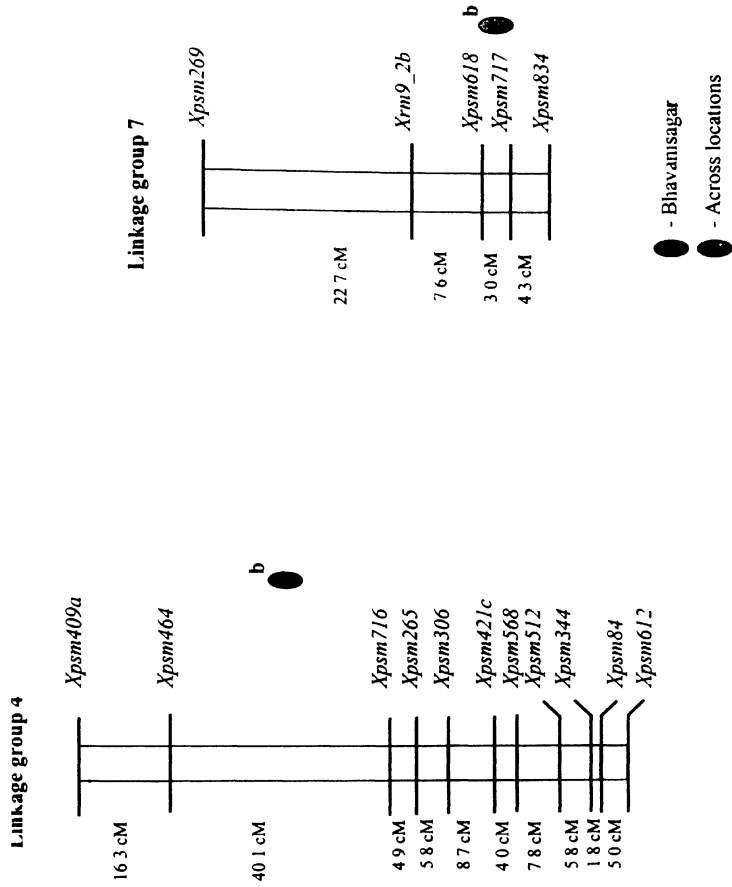 Linkage group 4
16 3 cM
40 1 cM
4 9 cM
5 8 cM
8 7 cM
4 0 cM
7 8 cM
5 8 cM
1 8 cM
5 0 cM
Xpsm409a
Xpsm464
Xpsm716
Xpsm265
Xpsm306
Xpsm421c
Xpsm568
Xpsm512
Xpsm344
Xpsm84
Xpsm612
b
Linkage group 7
22 7 cM
7 6 cM
3 0 cM
4 3 cM
Xpsm269
Xrm9_2b
Xpsm618
Xpsm717
Xpsm834
b
- Bhavanisagar
- Across locations